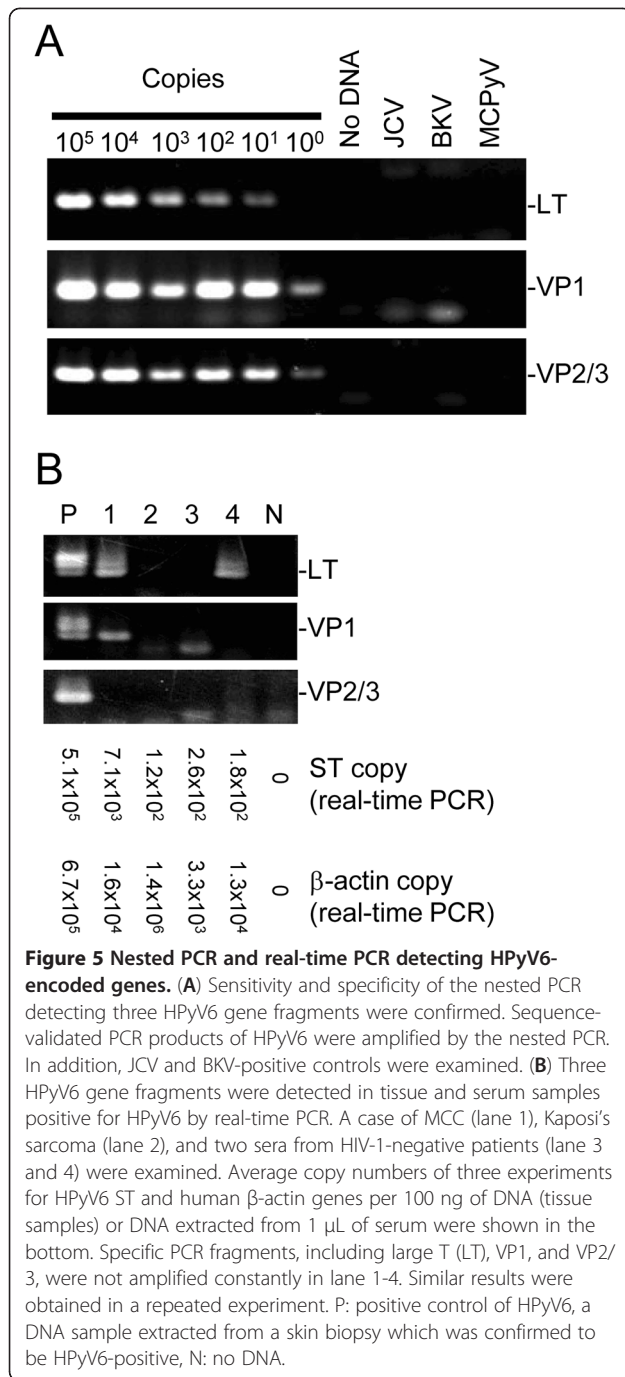 A
Copies
10⁵ 10⁴ 10³ 10² 10¹ 10⁰ No DNA JCV BKV MCPyV
-LT
-VP1
-VP2/3
B
P 1 2 3 4 N
-LT
-VP1
-VP2/3
5.1x10⁵ 7.1x10³ 1.2x10² 2.6x10² 1.8x10² 0 ST copy
(real-time PCR)
6.7x10⁵ 1.6x10⁴ 1.4x10⁶ 3.3x10³ 1.3x10⁴ 0 β-actin copy
(real-time PCR)
Figure 5 Nested PCR and real-time PCR detecting HPyV6-
encoded genes. (A) Sensitivity and specificity of the nested PCR
detecting three HPyV6 gene fragments were confirmed. Sequence-
validated PCR products of HPyV6 were amplified by the nested PCR.
In addition, JCV and BKV-positive controls were examined. (B) Three
HPyV6 gene fragments were detected in tissue and serum samples
positive for HPyV6 by real-time PCR. A case of MCC (lane 1), Kaposi's
sarcoma (lane 2), and two sera from HIV-1-negative patients (lane 3
and 4) were examined. Average copy numbers of three experiments
for HPyV6 ST and human β-actin genes per 100 ng of DNA (tissue
samples) or DNA extracted from 1 μL of serum were shown in the
bottom. Specific PCR fragments, including large T (LT), VP1, and VP2/
3, were not amplified constantly in lane 1-4. Similar results were
obtained in a repeated experiment. P: positive control of HPyV6, a
DNA sample extracted from a skin biopsy which was confirmed to
be HPyV6-positive, N: no DNA.